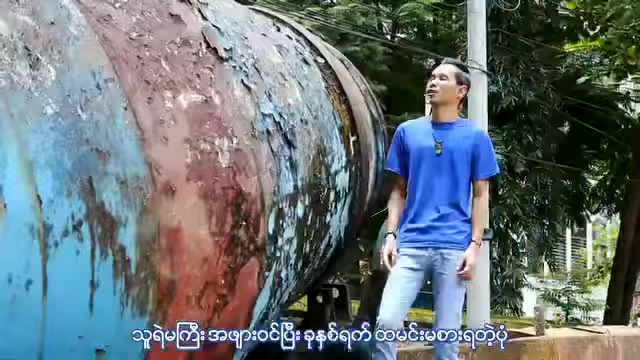 သူရဲမကြီး အဖျားဝင်ပြီး ခုနှစ်ရက် ထမင်းမစားရတဲ့ပုံ